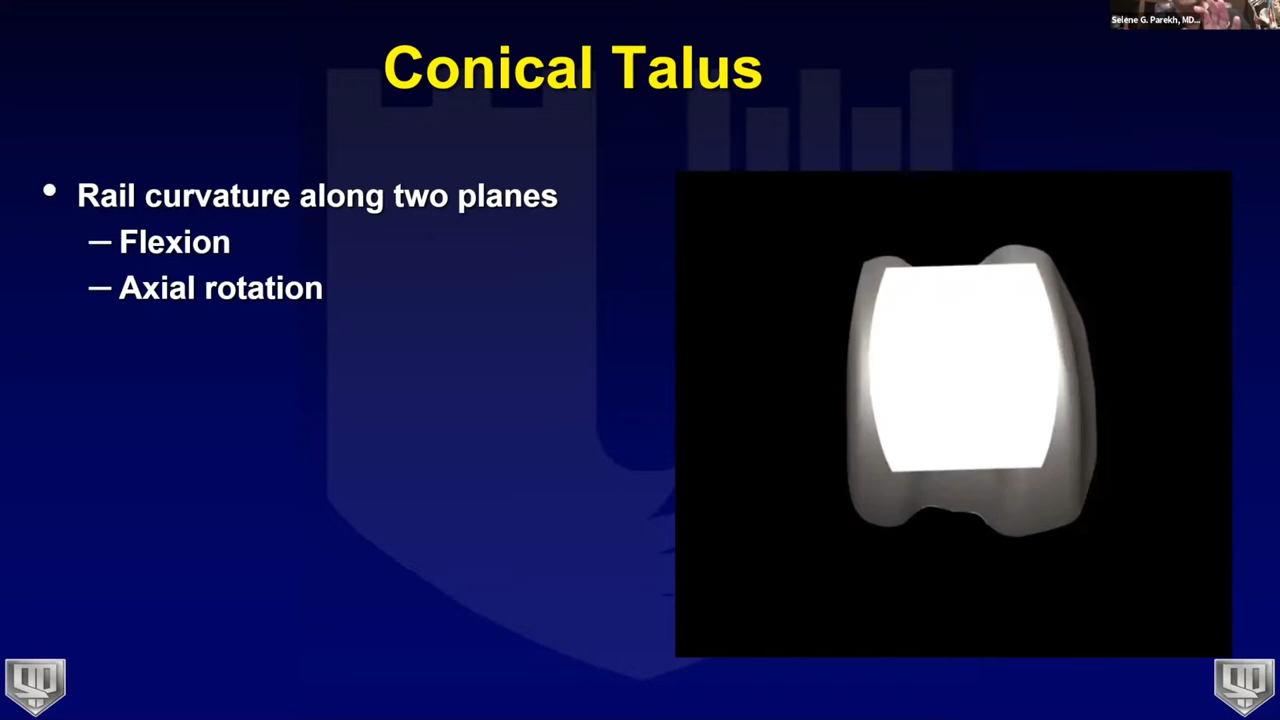 Selene G. Parekh, MD...
Conical Talus
• Rail curvature along two planes
– Flexion
– Axial rotation